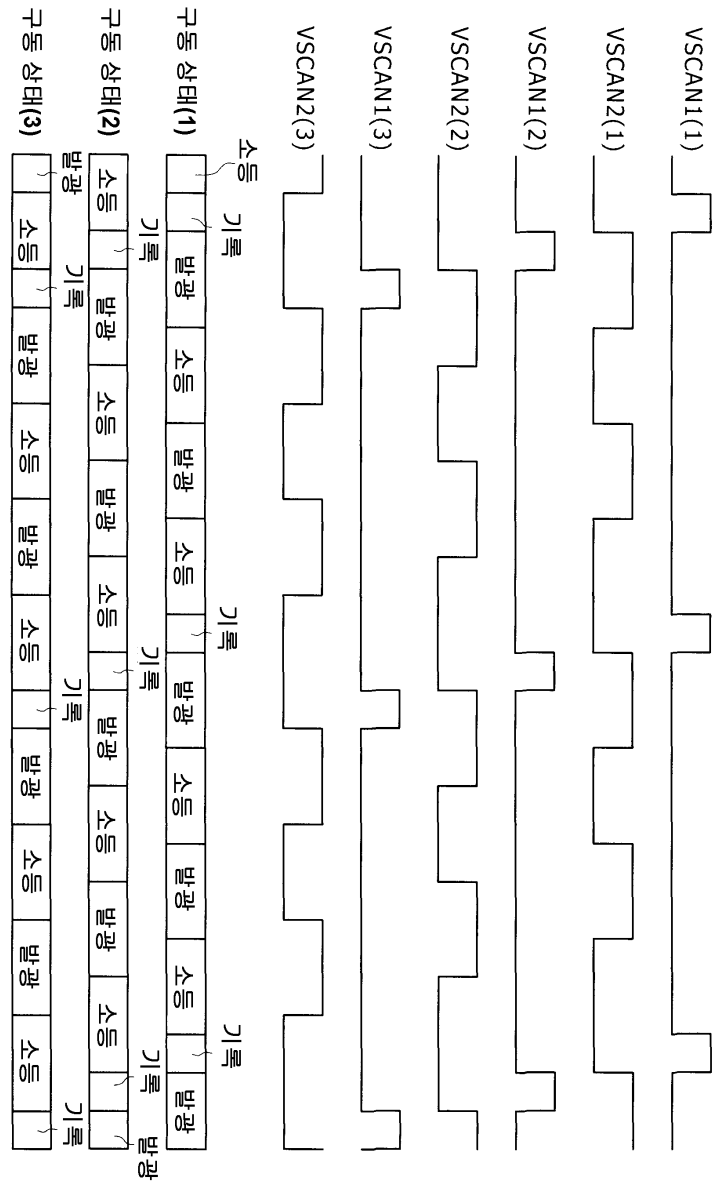 VSCAN1(1)
VSCAN2(1)
VSCAN1(2)
VSCAN2(2)
VSCAN1(3)
VSCAN2(3)
소등 기록 기록 기록
구동 상태(1) 발광 소등 발광 소등 발광 소등 발광 소등 발광
기록 기록 기록 발광
구동 상태(2) 소등 발광 소등 발광 소등 발광 소등 발광 소등
발광 기록 기록 기록
구동 상태(3) 소등 발광 소등 발광 소등 발광 소등 발광 소등